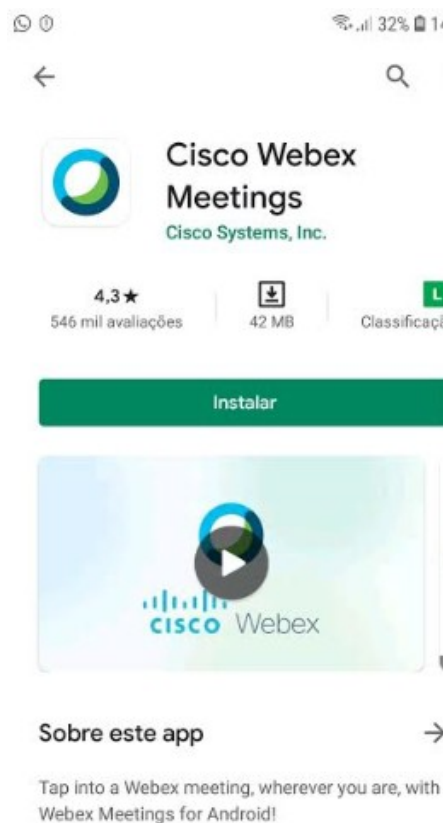 32% 14
Cisco Webex
Meetings
Cisco Systems, Inc.
4,3★ L
546 mil avaliações 42 MB Classificaçã
Instalar
CISCO Webex
Sobre este app
Tap into a Webex meeting, wherever you are, with
Webex Meetings for Android!